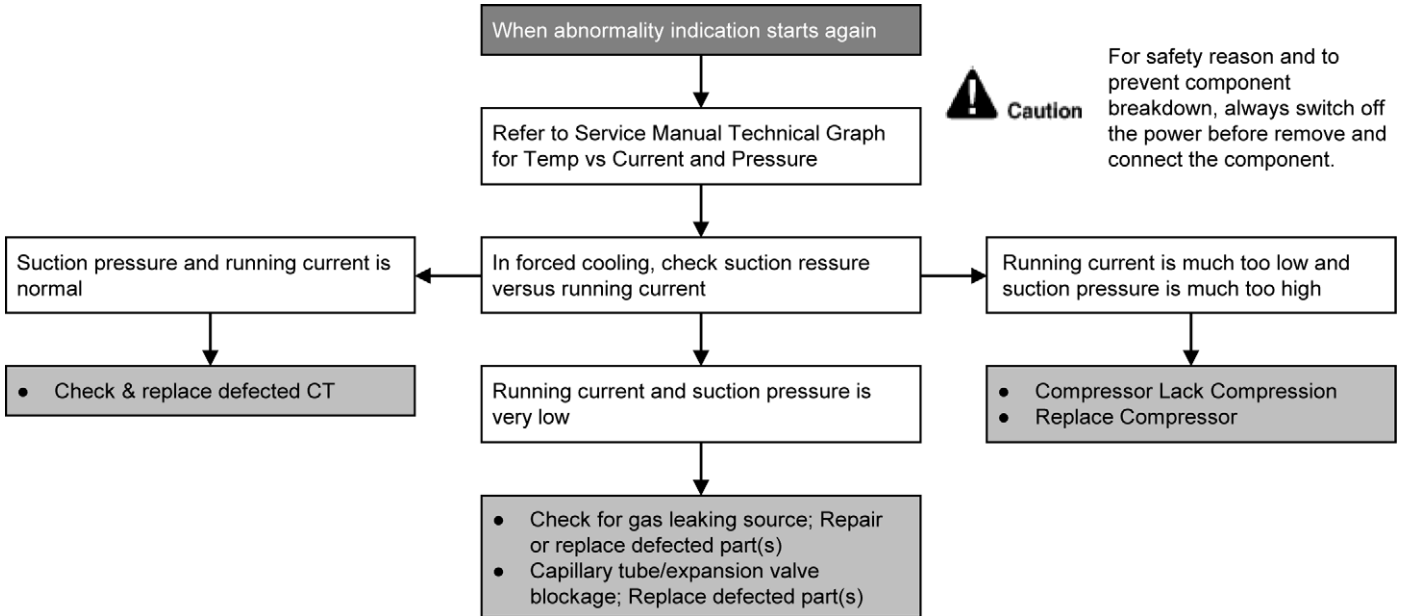 When abnormality indication starts again
Caution
For safety reason and to
prevent component
breakdown, always switch off
the power before remove and
connect the component.
Refer to Service Manual Technical Graph
for Temp vs Current and Pressure
Suction pressure and running current is
normal
In forced cooling, check suction ressure
versus running current
Running current is much too low and
suction pressure is much too high
● Check & replace defected CT
Running current and suction pressure is
very low
● Compressor Lack Compression
● Replace Compressor
● Check for gas leaking source; Repair
or replace defected part(s)
● Capillary tube/expansion valve
blockage; Replace defected part(s)